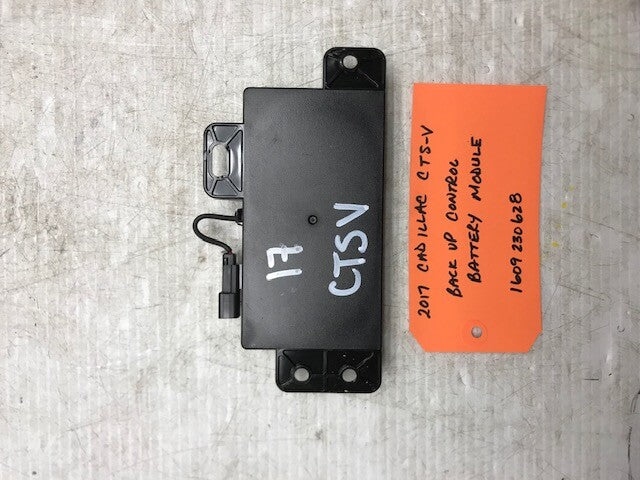 17
CTSV
2017 CADILLAC CTS-V
BACK UP CONTROL
BATTERY MODULE
1609230628